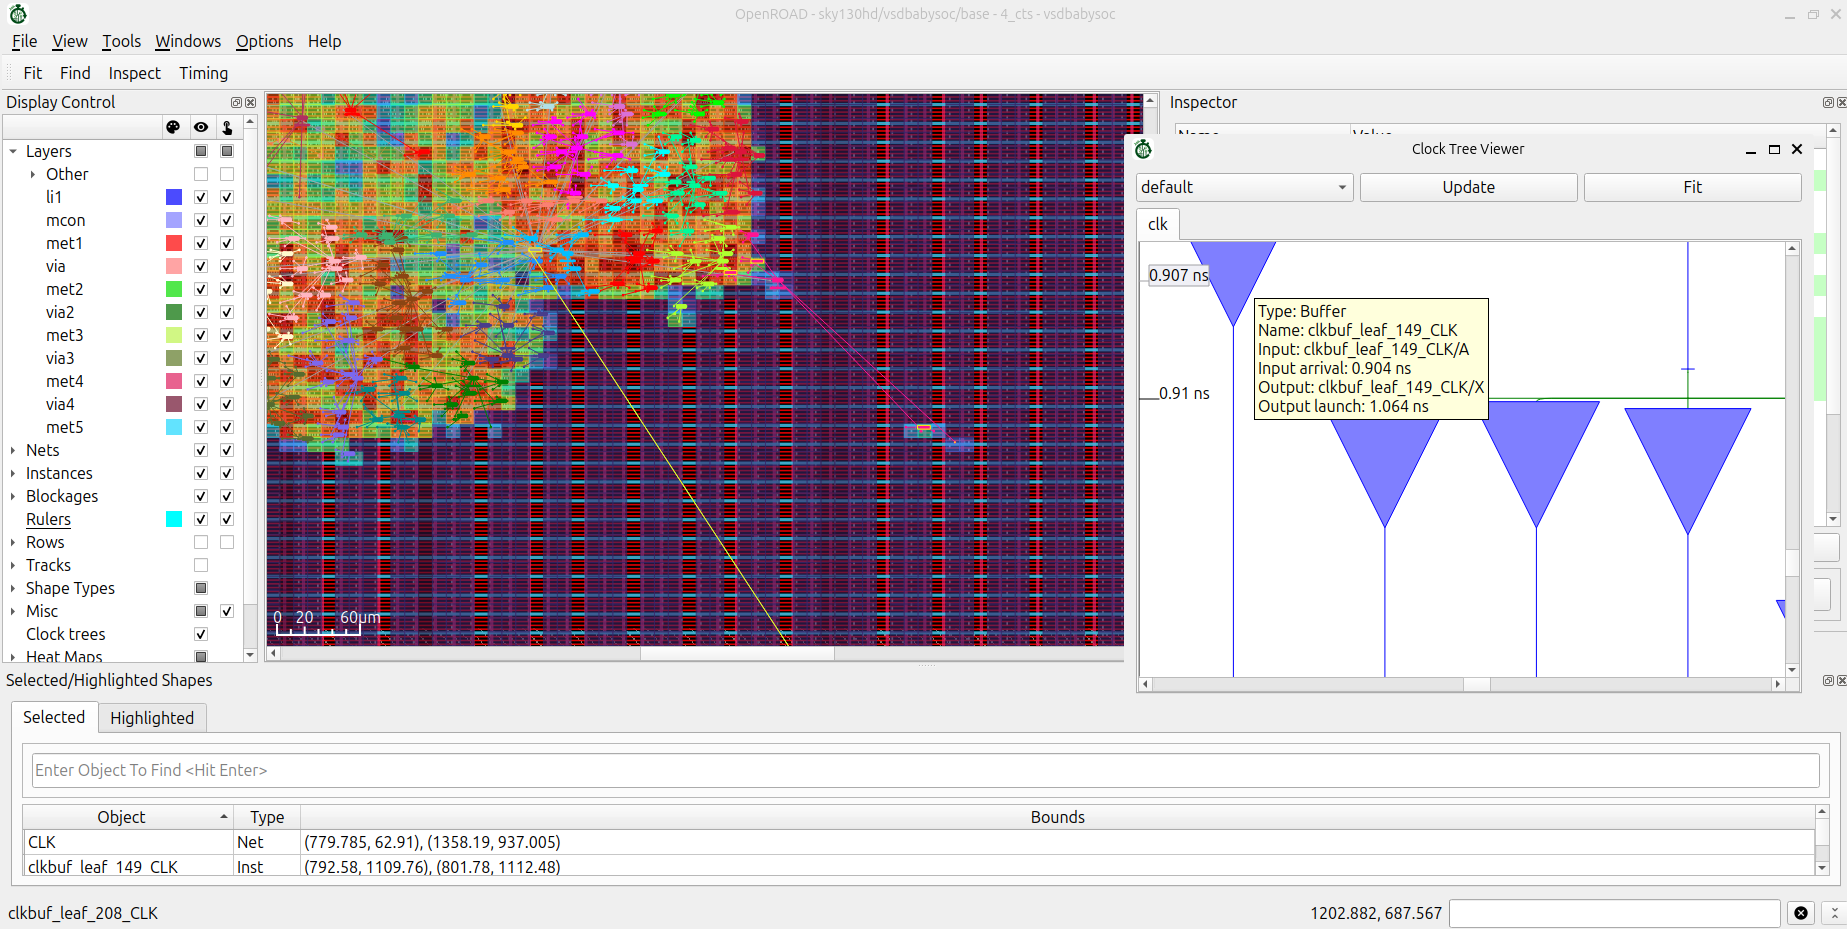 OpenROAD - sky130hd/vsdbabysoc/base - 4_cts - vsdbabysoc
File View Tools Windows Options Help
Fit Find Inspect Timing
Display Control
Layers
Other
li1
mcon
met1
via
met2
via2
met3
via3
met4
via4
met5
Nets
Instances
Blockages
Rulers
Rows
Tracks
Shape Types
Misc
Clock trees
Heat Maps
0 20 60μm
Inspector
Name Value
Clock Tree Viewer
default Update Fit
clk
0.907 ns
0.91 ns
Type: Buffer
Name: clkbuf_leaf_149_CLK
Input: clkbuf_leaf_149_CLK/A
Input arrival: 0.904 ns
Output: clkbuf_leaf_149_CLK/X
Output launch: 1.064 ns
Selected/Highlighted Shapes
Selected Highlighted
Enter Object To Find <Hit Enter>
Object Type Bounds
CLK Net (779.785, 62.91), (1358.19, 937.005)
clkbuf_leaf_149_CLK Inst (792.58, 1109.76), (801.78, 1112.48)
clkbuf_leaf_208_CLK 1202.882, 687.567